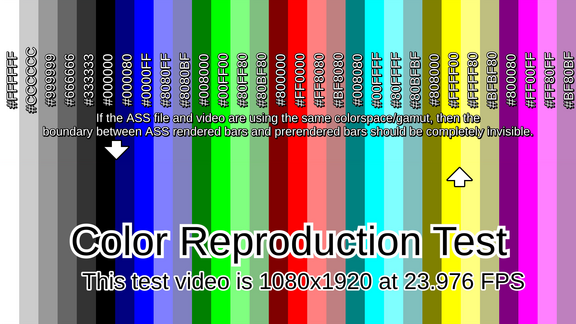 #FFFFFF
#CCCCCC
#999999
#666666
#333333
#000000
#000080
#0000FF
#8080FF
#8080BF
#008000
#00FF00
#80FF80
#80BF80
#800000
#FF0000
#FF8080
#BF8080
#008080
#00FFFF
#80FFFF
#80BFBF
#808000
#FFFF00
#FFFF80
#BFBF80
#800080
#FF00FF
#FF80FF
#BF80BF
If the ASS file and video are using the same colorspace/gamut, then the
boundary between ASS rendered bars and prerendered bars should be completely invisible.
Color Reproduction Test
This test video is 1080x1920 at 23.976 FPS